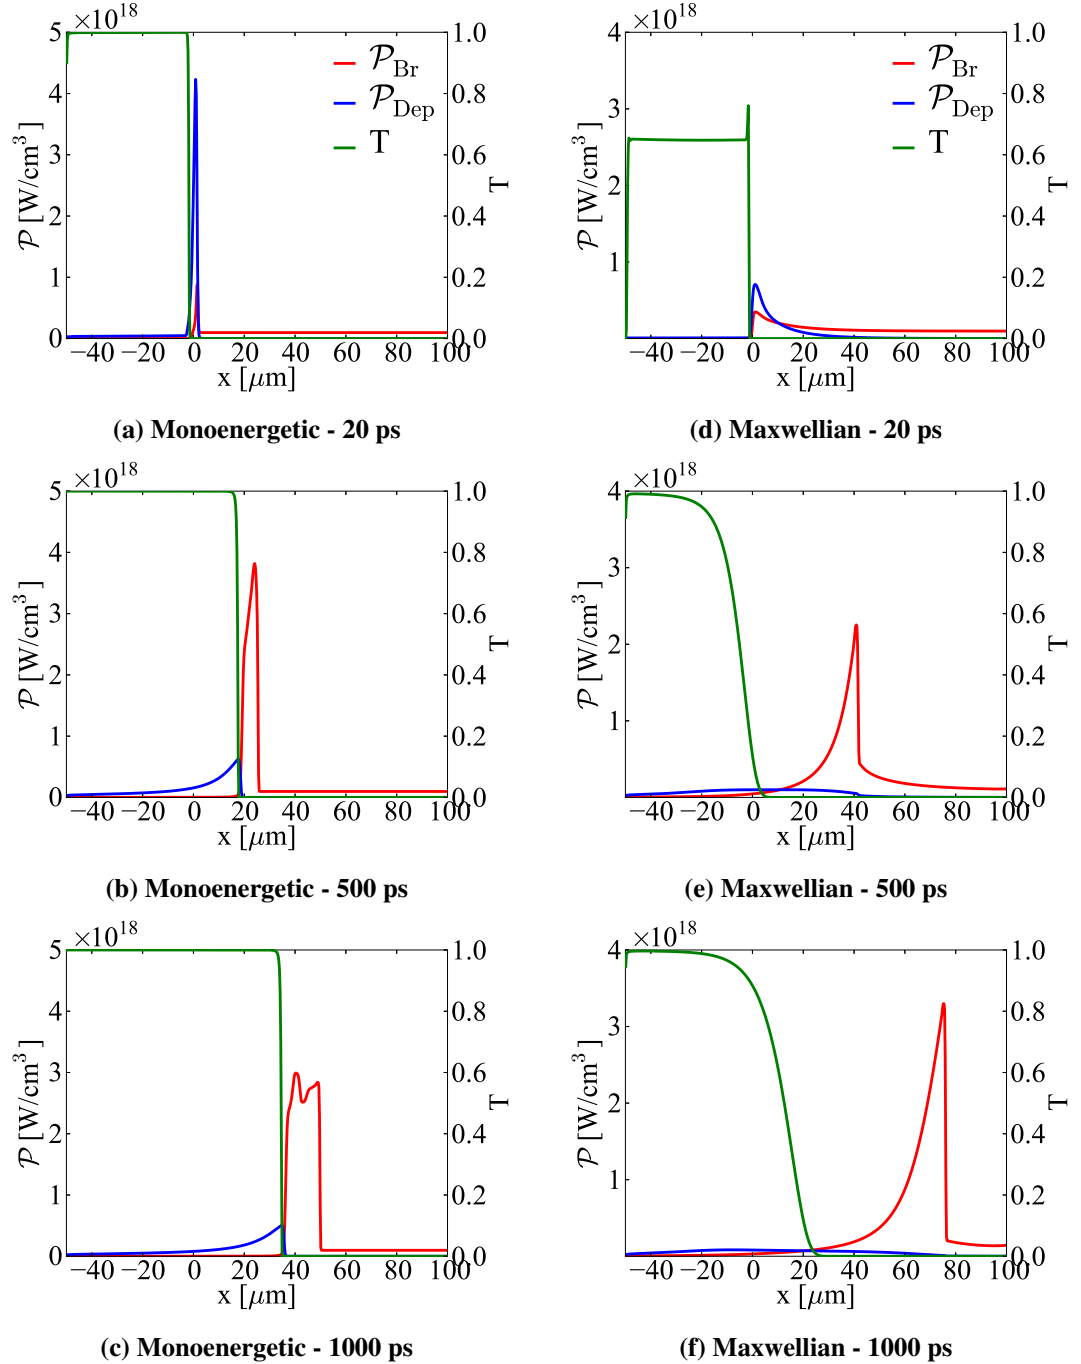 ×10^18
5
4
3
2
1
0
𝒫 [W/cm^3]
1.0
0.8
0.6
0.4
0.2
0.0
T
𝒫_Br
𝒫_Dep
T
−40 −20 0 20 40 60 80 100
x [μm]
(a) Monoenergetic - 20 ps
×10^18
4
3
2
1
𝒫 [W/cm^3]
1.0
0.8
0.6
0.4
0.2
0.0
T
𝒫_Br
𝒫_Dep
T
−40 −20 0 20 40 60 80 100
x [μm]
(d) Maxwellian - 20 ps
×10^18
5
4
3
2
1
0
𝒫 [W/cm^3]
1.0
0.8
0.6
0.4
0.2
0.0
T
−40 −20 0 20 40 60 80 100
x [μm]
(b) Monoenergetic - 500 ps
×10^18
4
3
2
1
𝒫 [W/cm^3]
1.0
0.8
0.6
0.4
0.2
0.0
T
−40 −20 0 20 40 60 80 100
x [μm]
(e) Maxwellian - 500 ps
×10^18
5
4
3
2
1
0
𝒫 [W/cm^3]
1.0
0.8
0.6
0.4
0.2
0.0
T
−40 −20 0 20 40 60 80 100
x [μm]
(c) Monoenergetic - 1000 ps
×10^18
4
3
2
1
𝒫 [W/cm^3]
1.0
0.8
0.6
0.4
0.2
0.0
T
−40 −20 0 20 40 60 80 100
x [μm]
(f) Maxwellian - 1000 ps